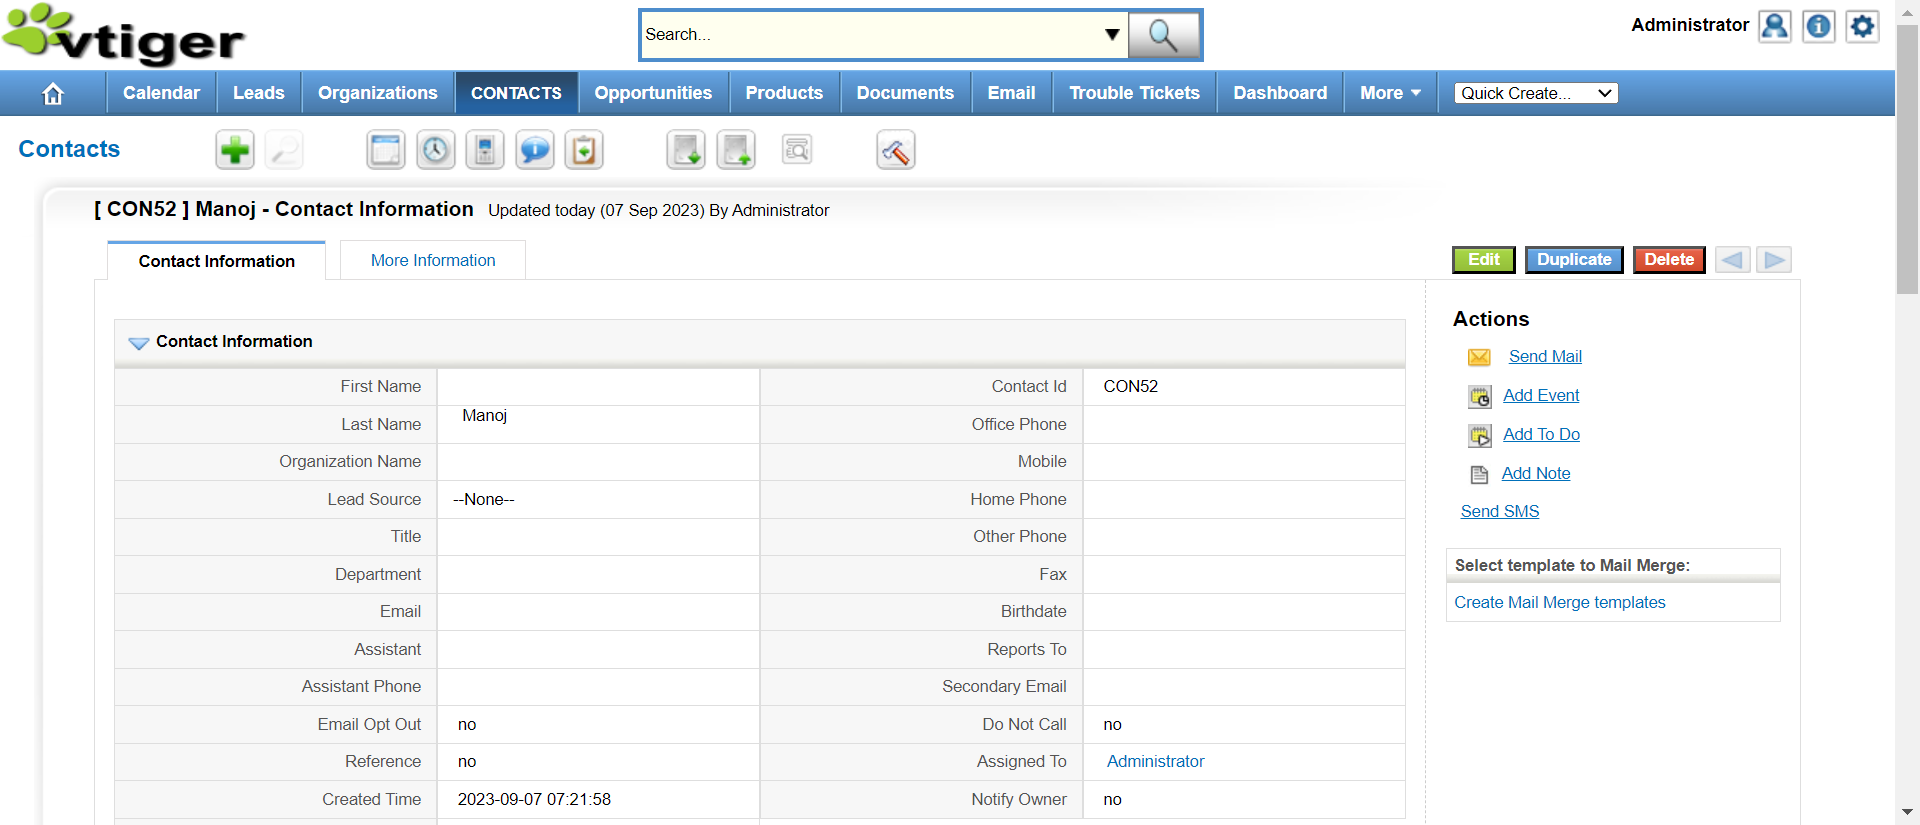 vtiger
Search...
Administrator
Calendar
Leads
Organizations
CONTACTS
Opportunities
Products
Documents
Email
Trouble Tickets
Dashboard
More
Quick Create...
Contacts
[ CON52 ] Manoj - Contact Information Updated today (07 Sep 2023) By Administrator
Contact Information
More Information
Edit
Duplicate
Delete
Contact Information
First Name
Contact Id CON52
Last Name Manoj
Office Phone
Organization Name
Mobile
Lead Source --None--
Home Phone
Title
Other Phone
Department
Fax
Email
Birthdate
Assistant
Reports To
Assistant Phone
Secondary Email
Email Opt Out no
Do Not Call no
Reference no
Assigned To Administrator
Created Time 2023-09-07 07:21:58
Notify Owner no
Actions
Send Mail
Add Event
Add To Do
Add Note
Send SMS
Select template to Mail Merge:
Create Mail Merge templates